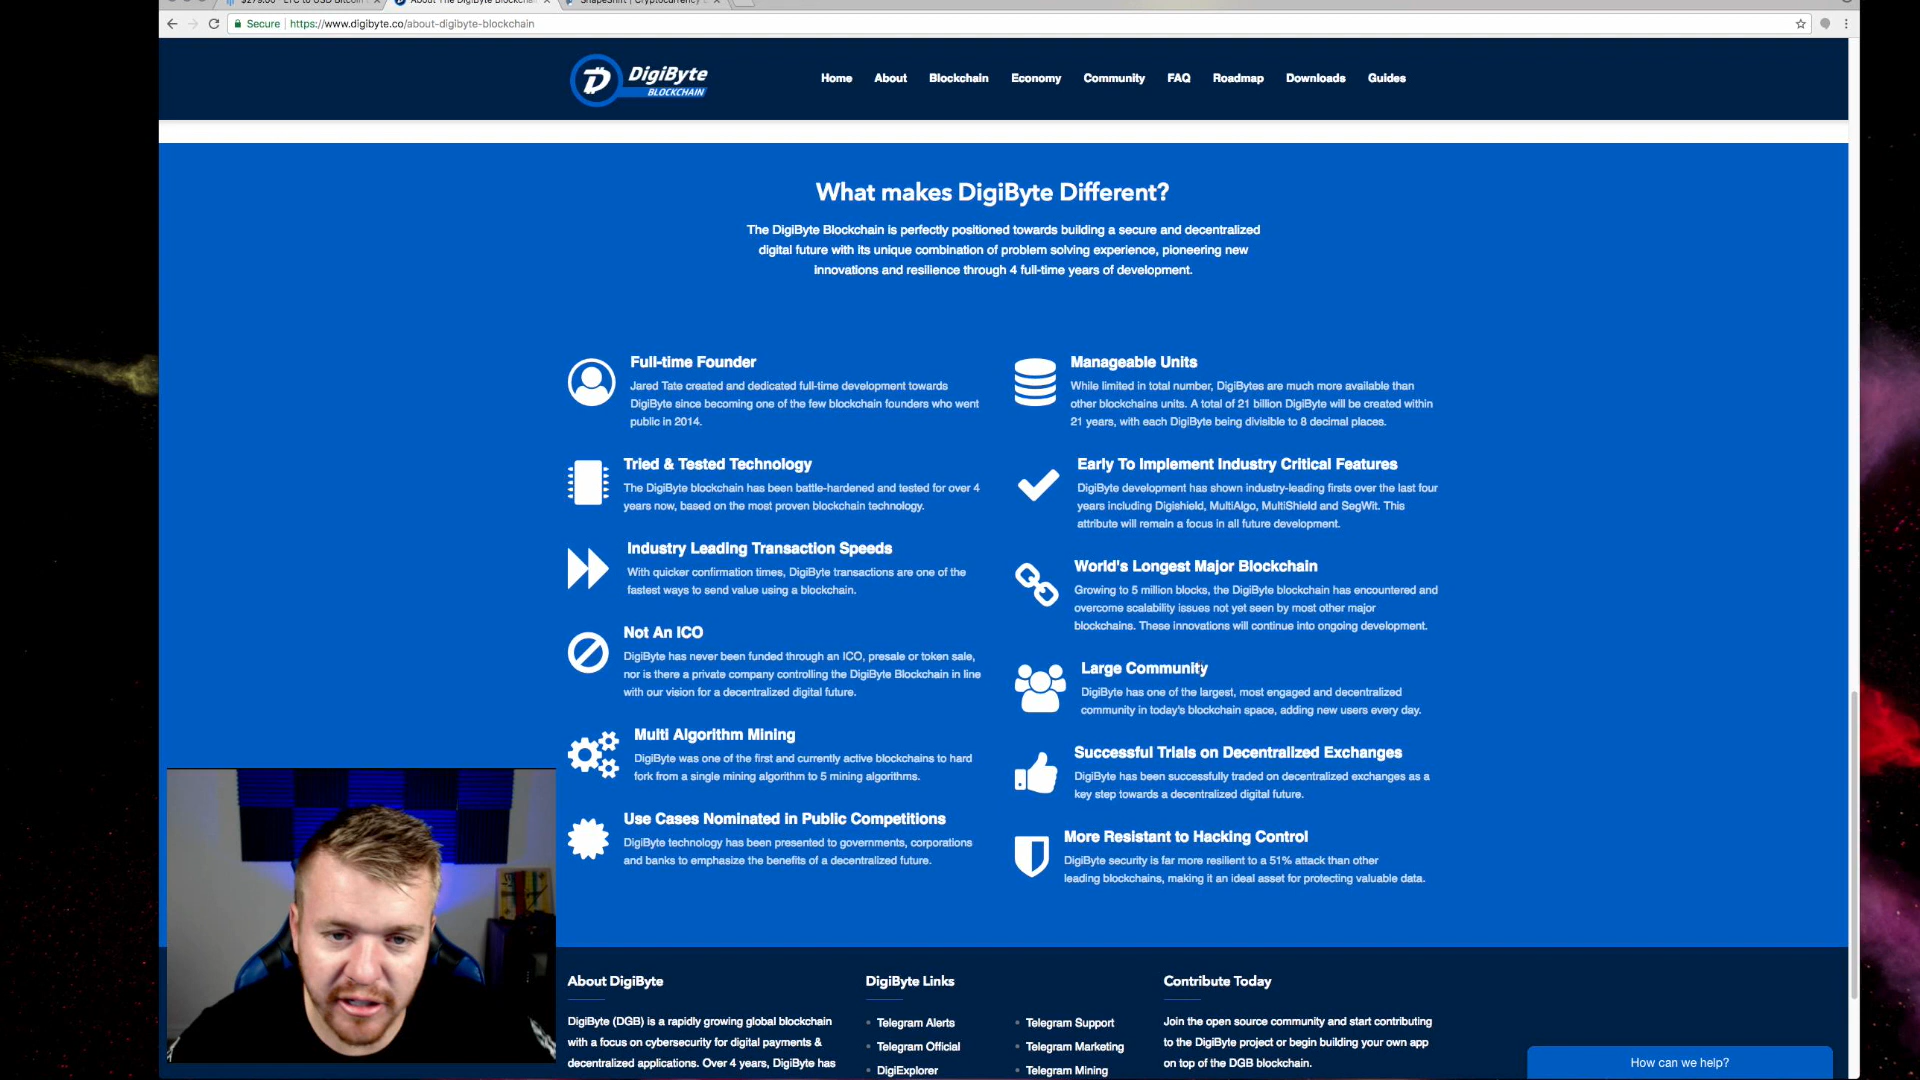 $279.00 - LTC to USD Bitcoin
About The DigiByte Blockchain
ShapeShift | Cryptocurrency
Secure https://www.digibyte.co/about-digibyte-blockchain
DigiByte
BLOCKCHAIN
Home About Blockchain Economy Community FAQ Roadmap Downloads Guides
What makes DigiByte Different?
The DigiByte Blockchain is perfectly positioned towards building a secure and decentralized
digital future with its unique combination of problem solving experience, pioneering new
innovations and resilience through 4 full-time years of development.
Full-time Founder
Jared Tate created and dedicated full-time development towards
DigiByte since becoming one of the few blockchain founders who went
public in 2014.
Tried & Tested Technology
The DigiByte blockchain has been battle-hardened and tested for over 4
years now, based on the most proven blockchain technology.
Industry Leading Transaction Speeds
With quicker confirmation times, DigiByte transactions are one of the
fastest ways to send value using a blockchain.
Not An ICO
DigiByte has never been funded through an ICO, presale or token sale,
nor is there a private company controlling the DigiByte Blockchain in line
with our vision for a decentralized digital future.
Multi Algorithm Mining
DigiByte was one of the first and currently active blockchains to hard
fork from a single mining algorithm to 5 mining algorithms.
Use Cases Nominated in Public Competitions
DigiByte technology has been presented to governments, corporations
and banks to emphasize the benefits of a decentralized future.
Manageable Units
While limited in total number, DigiBytes are much more available than
other blockchains units. A total of 21 billion DigiByte will be created within
21 years, with each DigiByte being divisible to 8 decimal places.
Early To Implement Industry Critical Features
DigiByte development has shown industry-leading firsts over the last four
years including Digishield, MultiAlgo, MultiShield and SegWit. This
attribute will remain a focus in all future development.
World's Longest Major Blockchain
Growing to 5 million blocks, the DigiByte blockchain has encountered and
overcome scalability issues not yet seen by most other major
blockchains. These innovations will continue into ongoing development.
Large Community
DigiByte has one of the largest, most engaged and decentralized
community in today's blockchain space, adding new users every day.
Successful Trials on Decentralized Exchanges
DigiByte has been successfully traded on decentralized exchanges as a
key step towards a decentralized digital future.
More Resistant to Hacking Control
DigiByte security is far more resilient to a 51% attack than other
leading blockchains, making it an ideal asset for protecting valuable data.
About DigiByte
DigiByte (DGB) is a rapidly growing global blockchain
with a focus on cybersecurity for digital payments &
decentralized applications. Over 4 years, DigiByte has
DigiByte Links
Telegram Alerts
Telegram Official
DigiExplorer
Telegram Support
Telegram Marketing
Telegram Mining
Contribute Today
Join the open source community and start contributing
to the DigiByte project or begin building your own app
on top of the DGB blockchain.
How can we help?